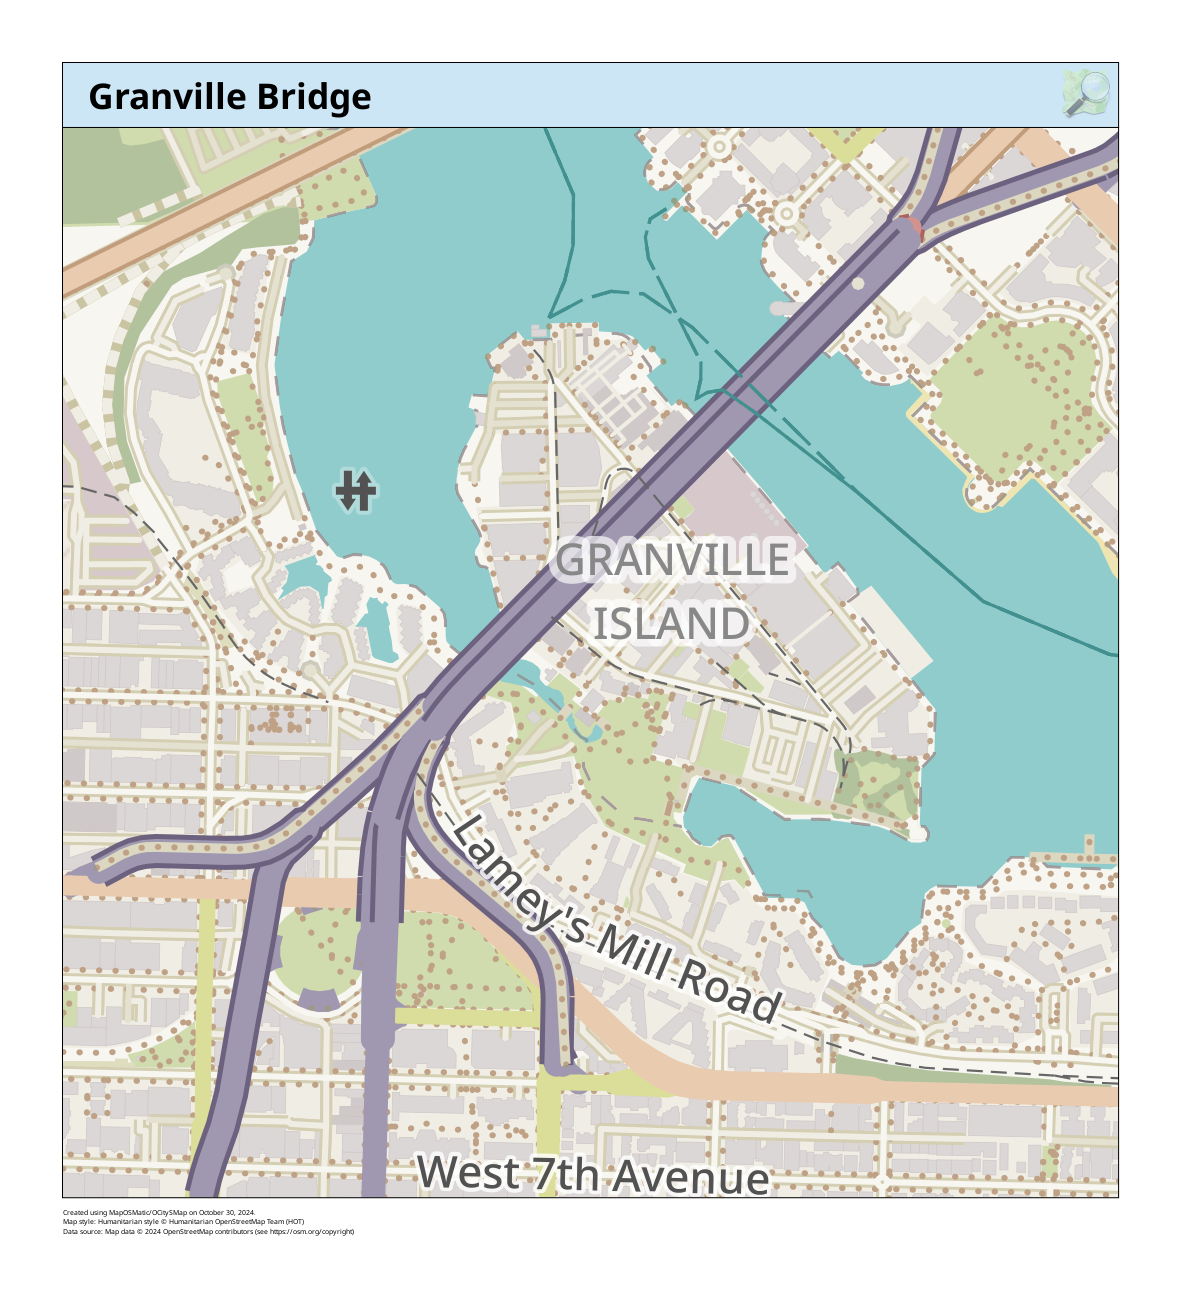 Granville Bridge
GRANVILLE
ISLAND
Lamey's Mill Road
West 7th Avenue
Created using MapOSMatic/OCitySMap on October 30, 2024.
Map style: Humanitarian style © Humanitarian OpenStreetMap Team (HOT)
Data source: Map data © 2024 OpenStreetMap contributors (see https://osm.org/copyright)